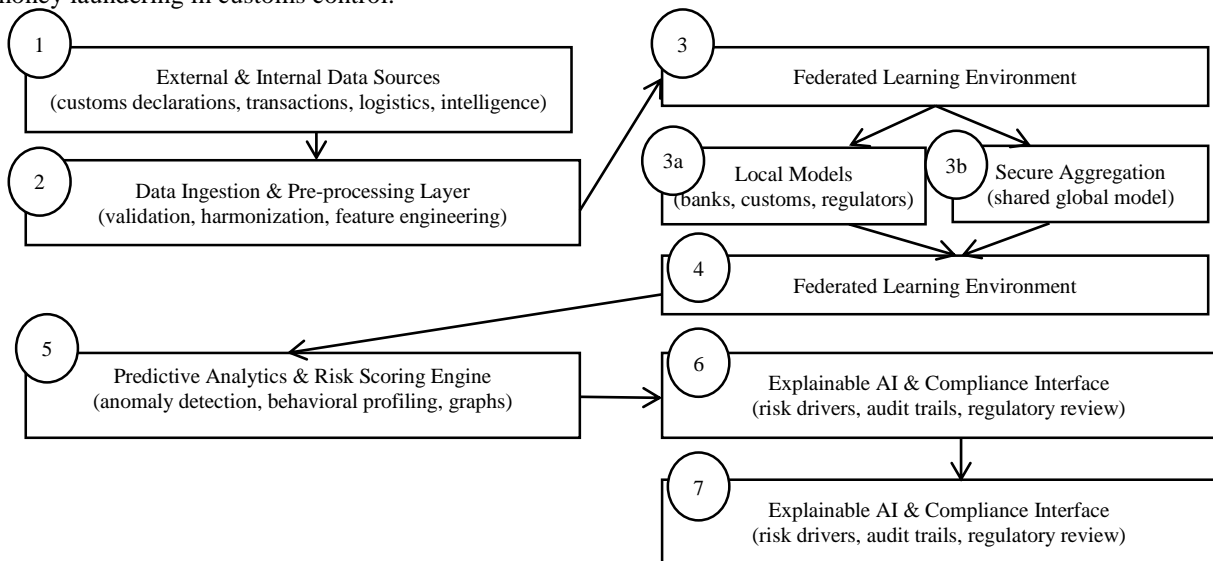 money laundering in customs control.
1
External & Internal Data Sources
(customs declarations, transactions, logistics, intelligence)
2
Data Ingestion & Pre-processing Layer
(validation, harmonization, feature engineering)
3
Federated Learning Environment
3a
Local Models
(banks, customs, regulators)
3b
Secure Aggregation
(shared global model)
4
Federated Learning Environment
5
Predictive Analytics & Risk Scoring Engine
(anomaly detection, behavioral profiling, graphs)
6
Explainable AI & Compliance Interface
(risk drivers, audit trails, regulatory review)
7
Explainable AI & Compliance Interface
(risk drivers, audit trails, regulatory review)